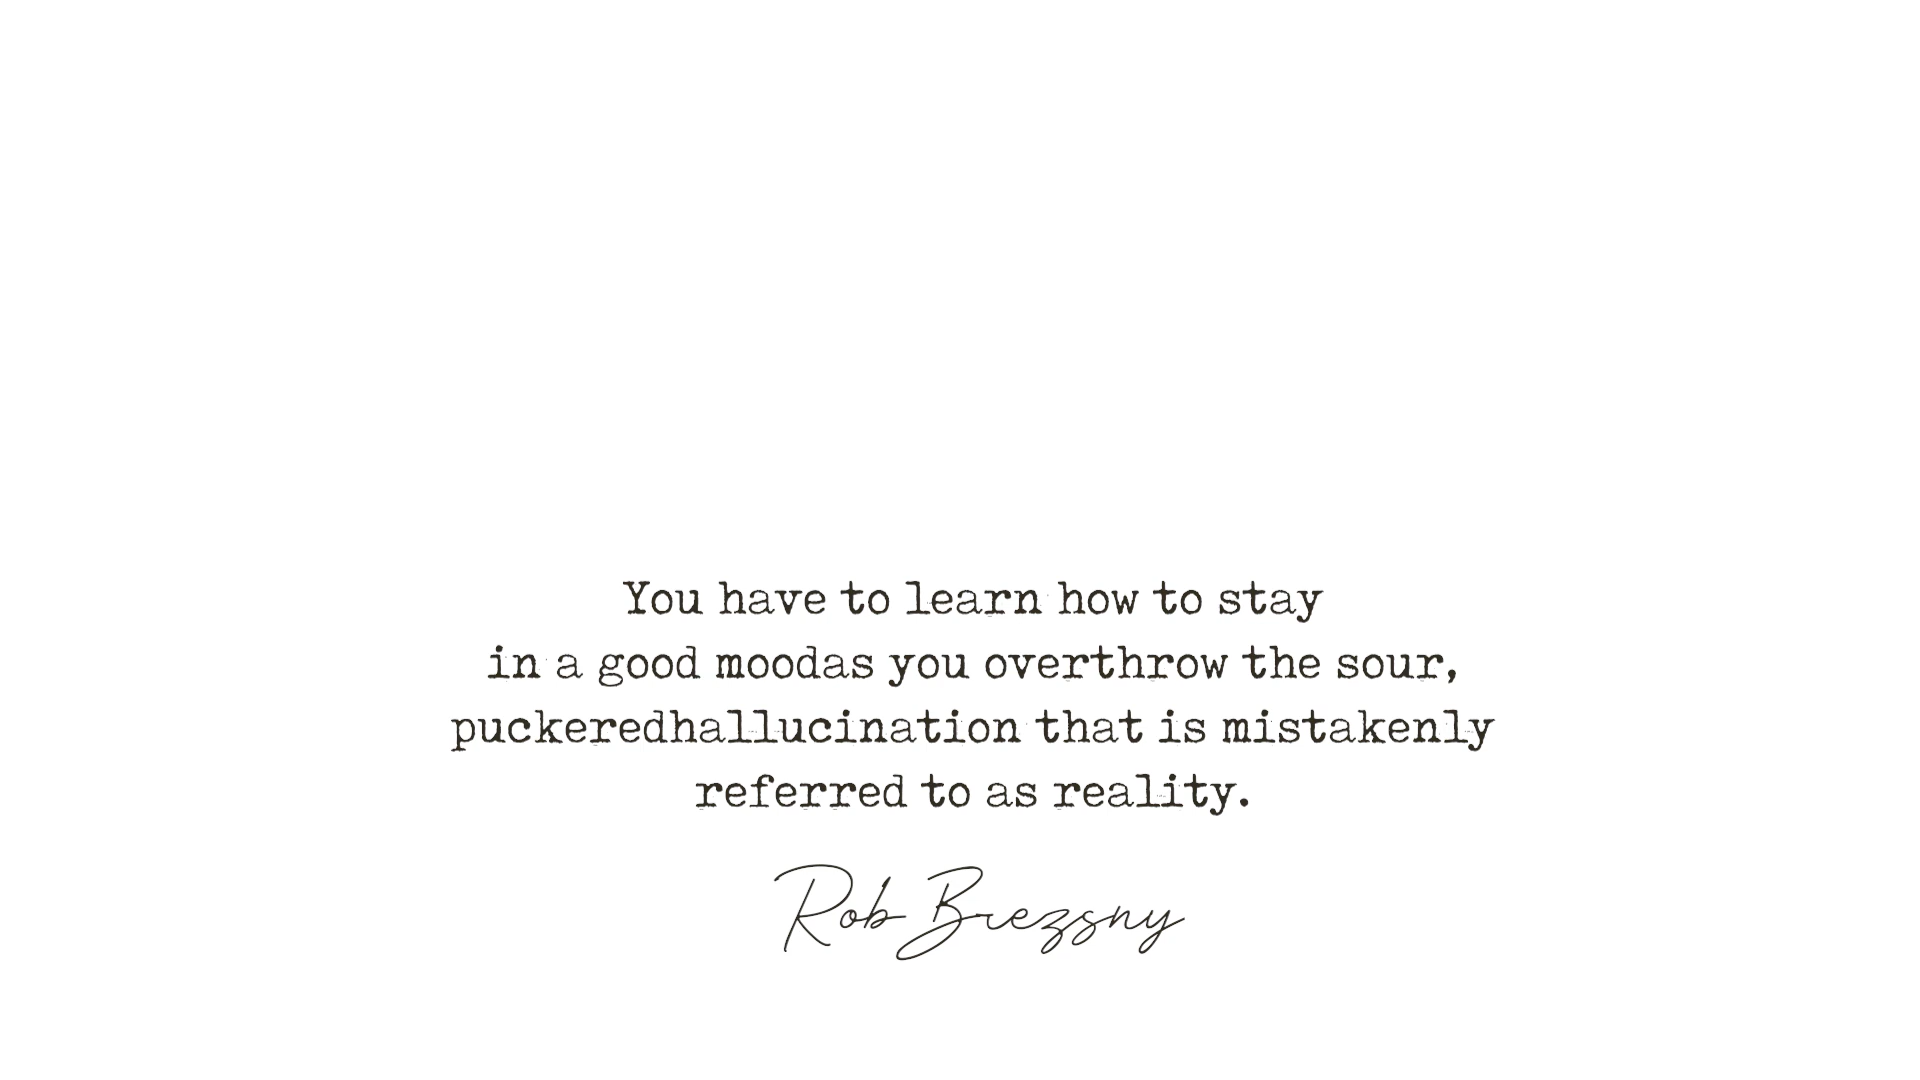 You have to learn how to stay
in a good moodas you overthrow the sour,
puckeredhallucination that is mistakenly
referred to as reality.
Rob Brezsny